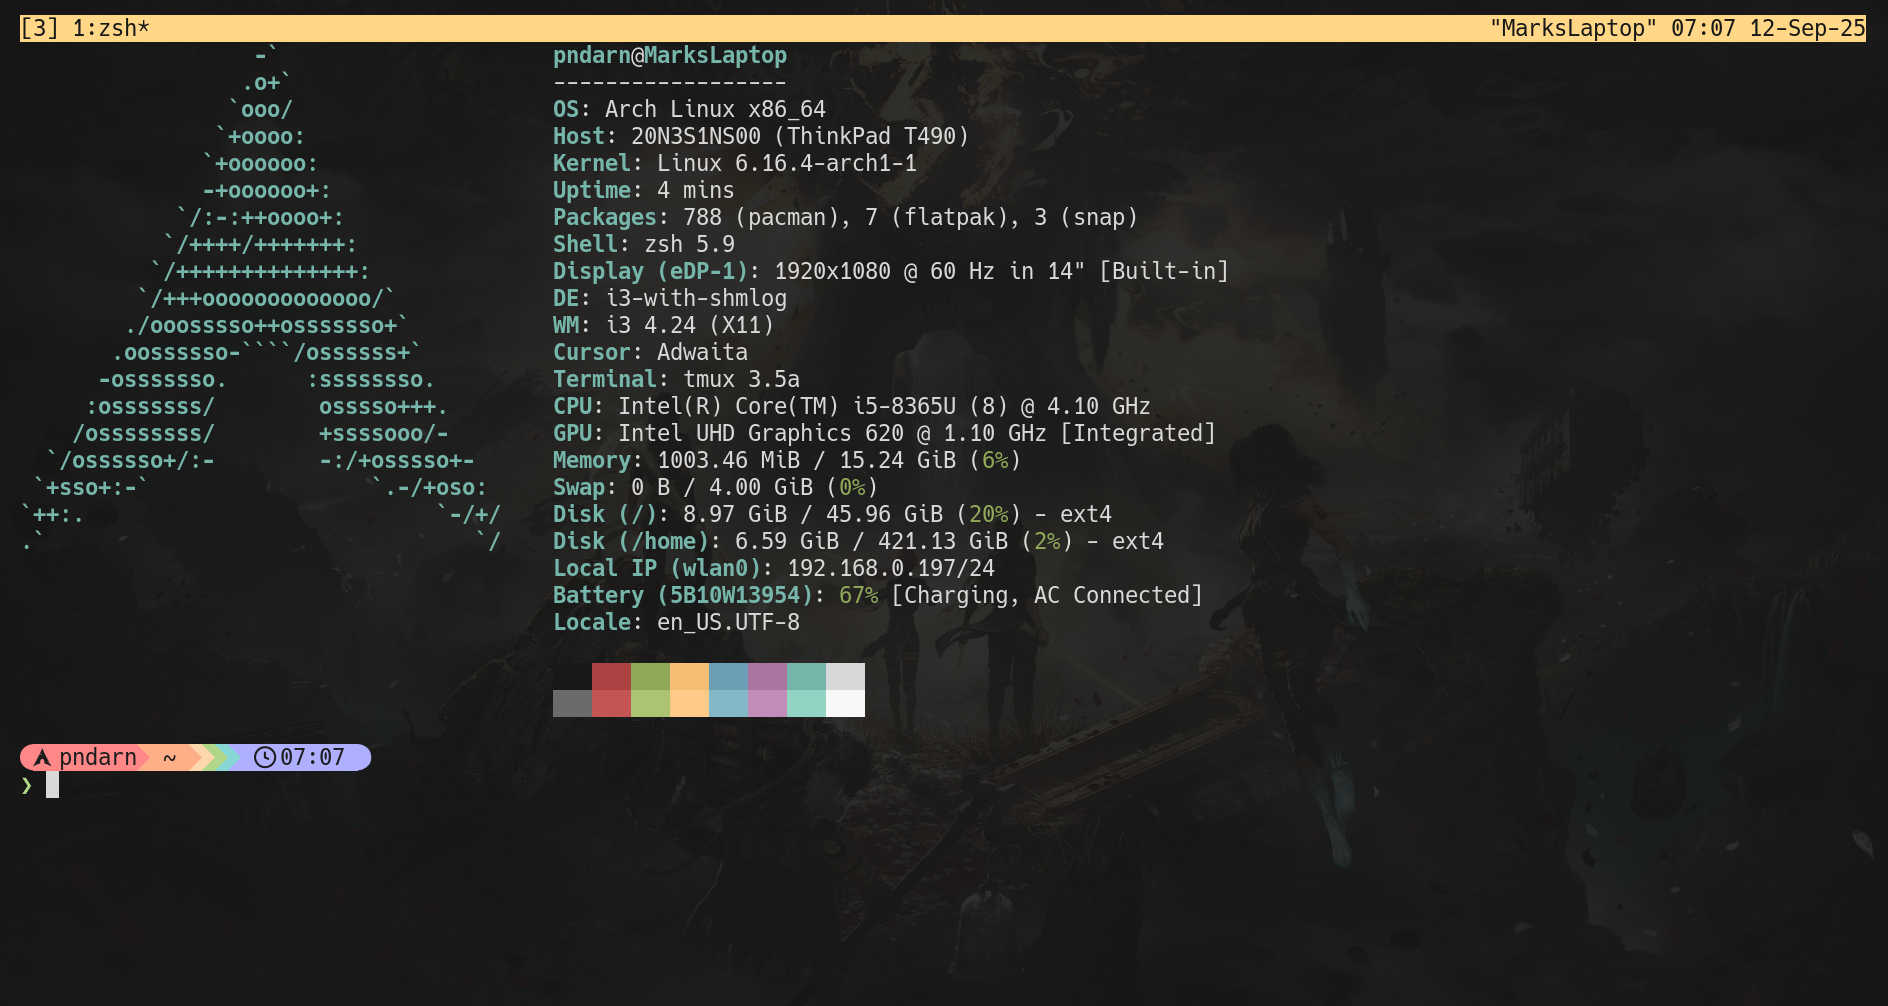 [3] 1:zsh* "MarksLaptop" 07:07 12-Sep-25
-`
.o+`
`ooo/
`+oooo:
`+oooooo:
-+oooooo+:
`/:-:++oooo+:
`/++++/+++++++:
`/++++++++++++++:
`/+++ooooooooooooo/`
./ooosssso++osssssso+`
.oossssso-````/ossssss+`
-osssssso. :ssssssso.
:osssssss/ osssso+++.
/ossssssss/ +ssssooo/-
`/ossssso+/:- -:/+osssso+-
`+sso+:-` `.-/+oso:
`++:. `-/+/
.` `/
pndarn@MarksLaptop
------------------
OS: Arch Linux x86_64
Host: 20N3S1NS00 (ThinkPad T490)
Kernel: Linux 6.16.4-arch1-1
Uptime: 4 mins
Packages: 788 (pacman), 7 (flatpak), 3 (snap)
Shell: zsh 5.9
Display (eDP-1): 1920x1080 @ 60 Hz in 14" [Built-in]
DE: i3-with-shmlog
WM: i3 4.24 (X11)
Cursor: Adwaita
Terminal: tmux 3.5a
CPU: Intel(R) Core(TM) i5-8365U (8) @ 4.10 GHz
GPU: Intel UHD Graphics 620 @ 1.10 GHz [Integrated]
Memory: 1003.46 MiB / 15.24 GiB (6%)
Swap: 0 B / 4.00 GiB (0%)
Disk (/): 8.97 GiB / 45.96 GiB (20%) - ext4
Disk (/home): 6.59 GiB / 421.13 GiB (2%) - ext4
Local IP (wlan0): 192.168.0.197/24
Battery (5B10W13954): 67% [Charging, AC Connected]
Locale: en_US.UTF-8
pndarn ~ 07:07
❯